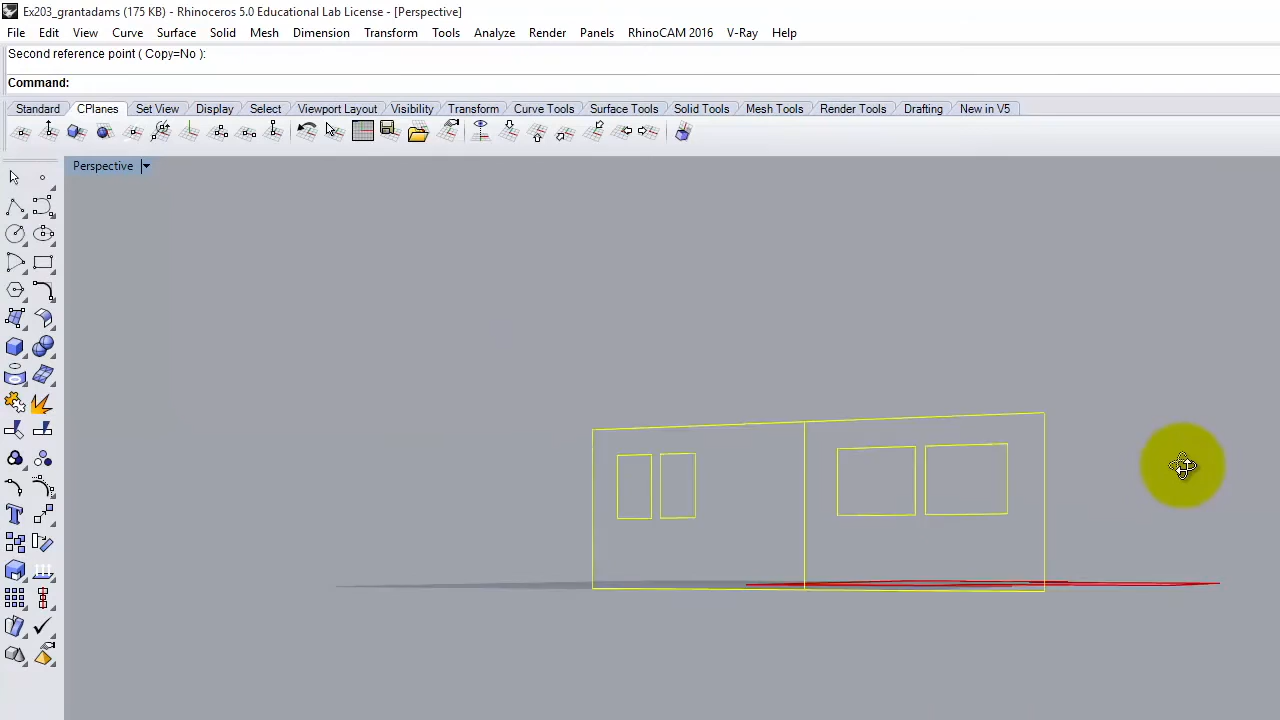 Ex203_grantadams (175 KB) - Rhinoceros 5.0 Educational Lab License - [Perspective]
File Edit View Curve Surface Solid Mesh Dimension Transform Tools Analyze Render Panels RhinoCAM 2016 V-Ray Help
Second reference point ( Copy=No ):
Command:
Standard CPlanes Set View Display Select Viewport Layout Visibility Transform Curve Tools Surface Tools Solid Tools Mesh Tools Render Tools Drafting New in V5
Perspective